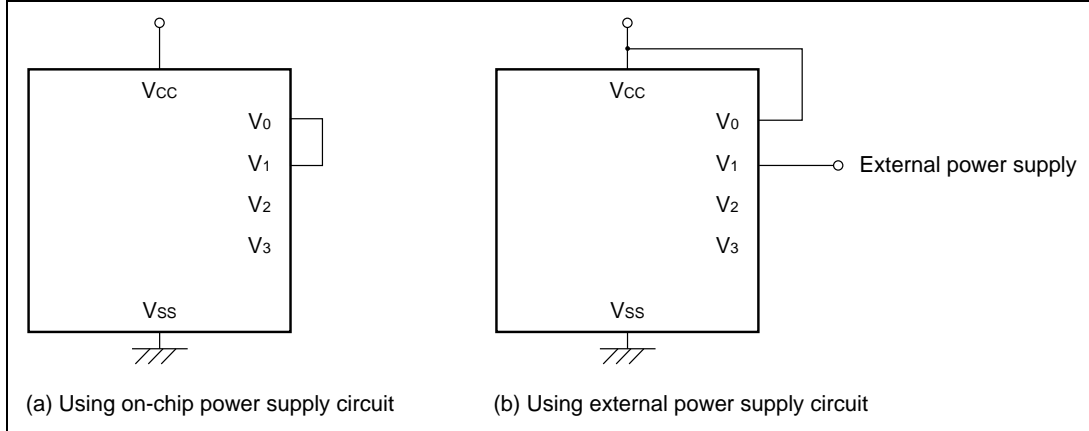 VCC
V0
V1
V2
V3
VSS
(a) Using on-chip power supply circuit
VCC
V0
V1
External power supply
V2
V3
VSS
(b) Using external power supply circuit